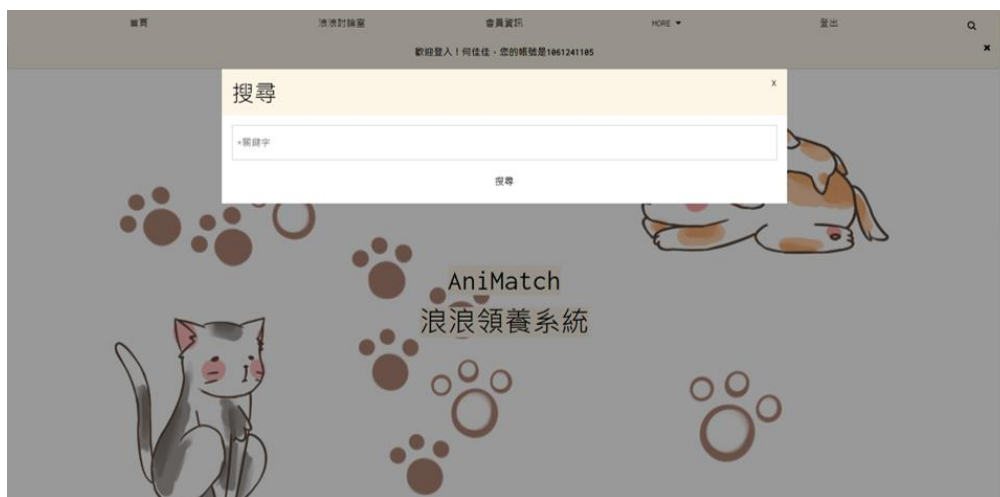 首頁 浪浪討論室 會員資訊 MORE 登出
歡迎登入！何佳佳，您的帳號是1061241105
搜尋 X
*關鍵字
搜尋
AniMatch
浪浪領養系統